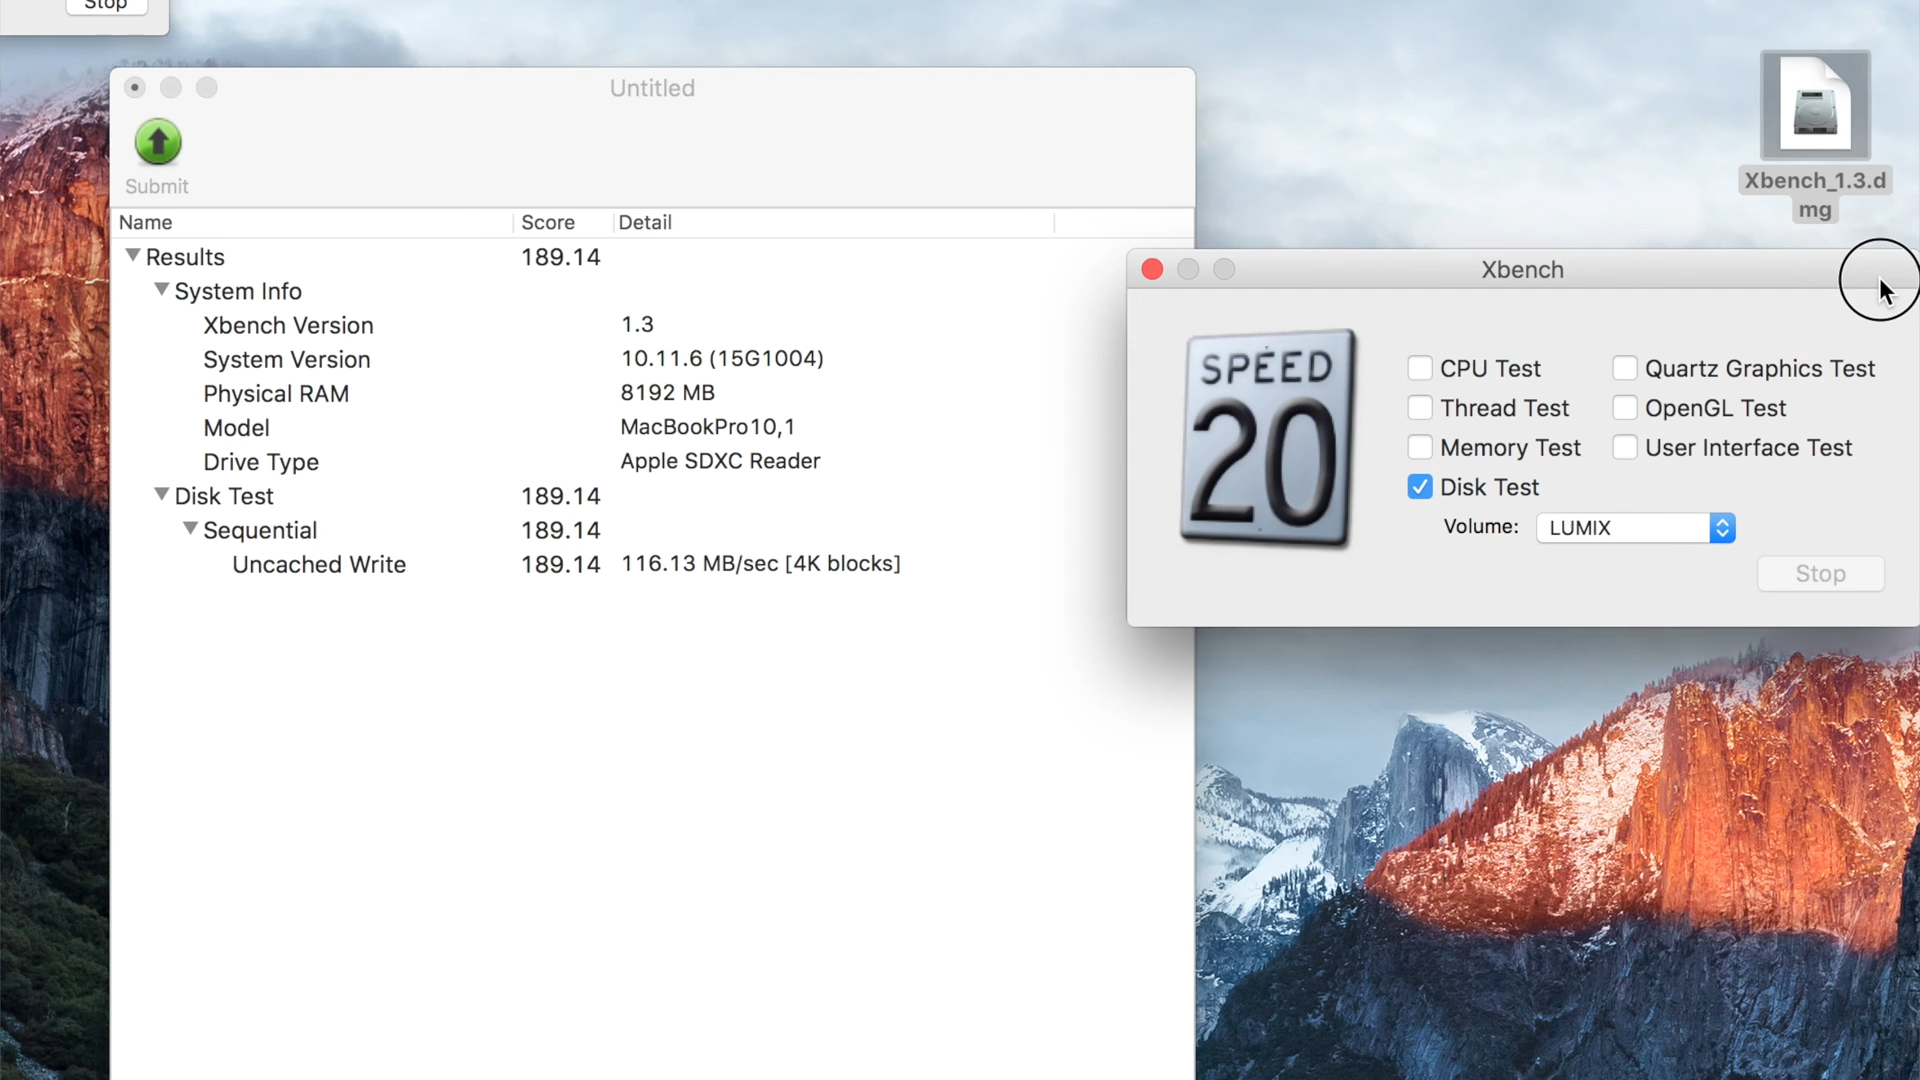 Stop
Untitled
Submit
Name Score Detail
Results 189.14
System Info
Xbench Version 1.3
System Version 10.11.6 (15G1004)
Physical RAM 8192 MB
Model MacBookPro10,1
Drive Type Apple SDXC Reader
Disk Test 189.14
Sequential 189.14
Uncached Write 189.14 116.13 MB/sec [4K blocks]
Xbench_1.3.d
mg
Xbench
SPEED
20
CPU Test Quartz Graphics Test
Thread Test OpenGL Test
Memory Test User Interface Test
Disk Test
Volume: LUMIX
Stop